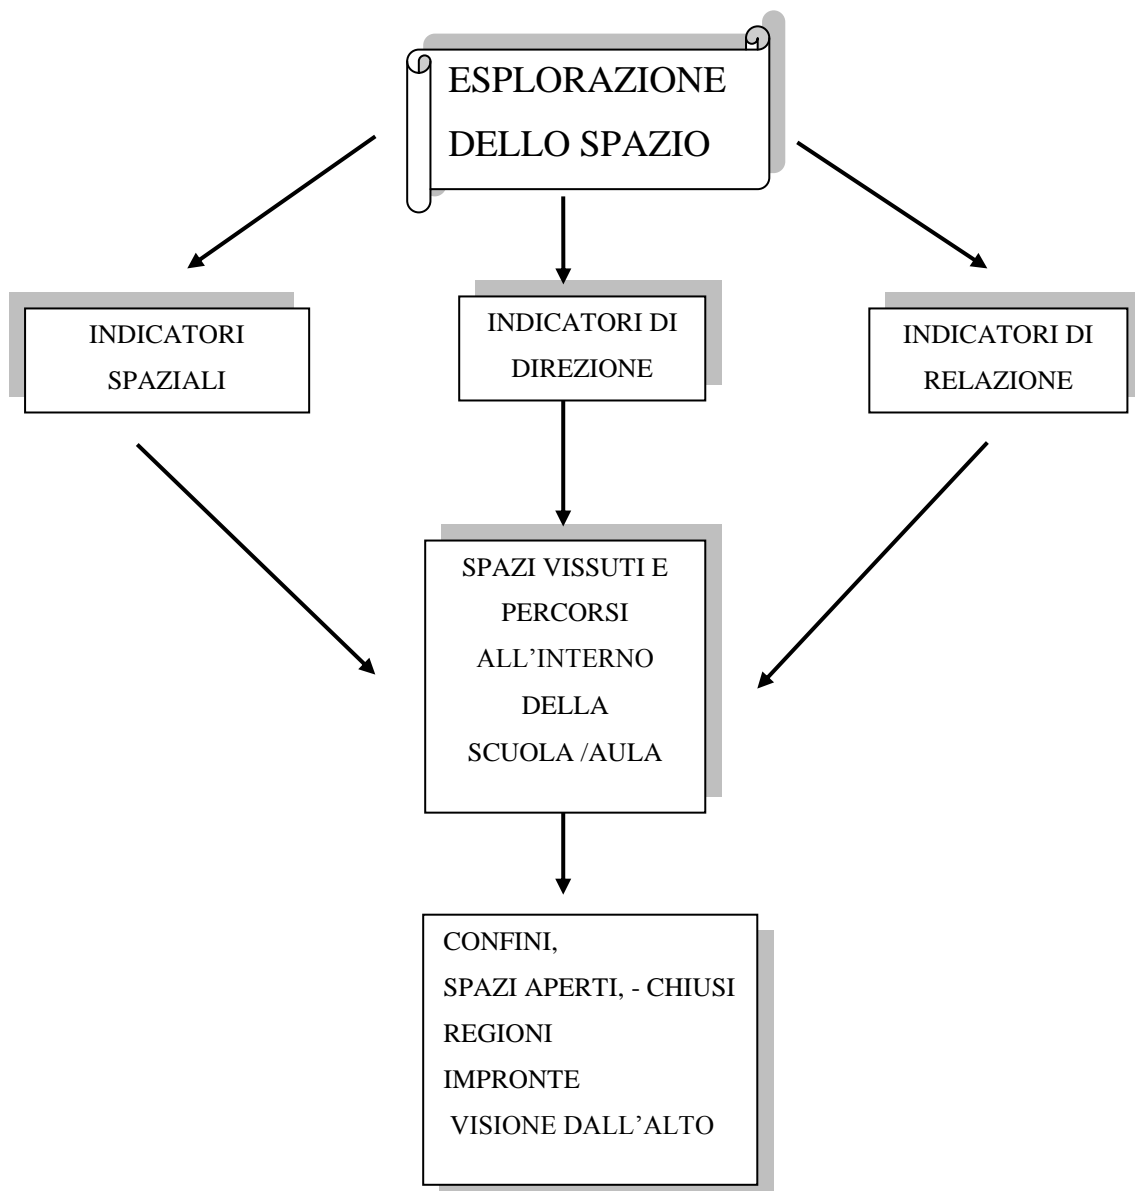 ESPLORAZIONE
DELLO SPAZIO
INDICATORI
SPAZIALI
INDICATORI DI
DIREZIONE
INDICATORI DI
RELAZIONE
SPAZI VISSUTI E
PERCORSI
ALL’INTERNO
DELLA
SCUOLA /AULA
CONFINI,
SPAZI APERTI, - CHIUSI
REGIONI
IMPRONTE
VISIONE DALL’ALTO